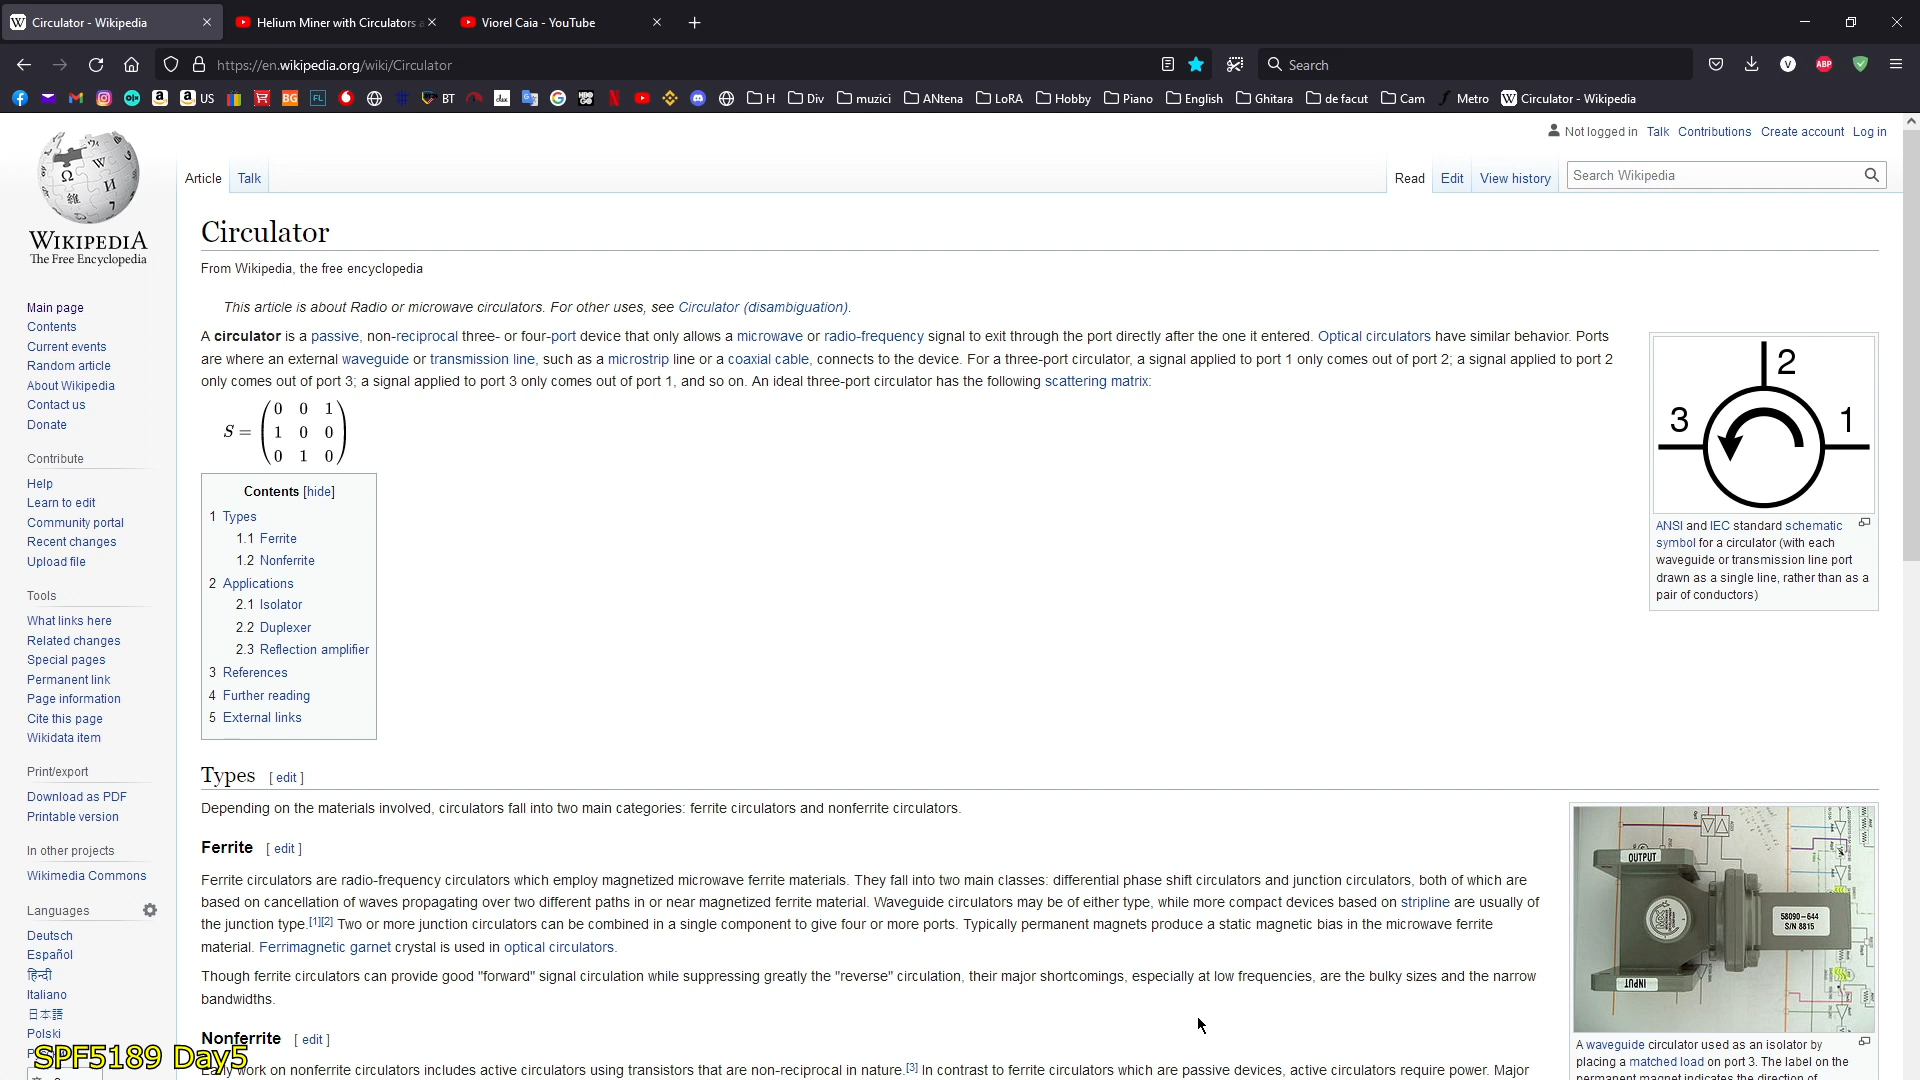 Circulator - Wikipedia
Helium Miner with Circulators
Viorel Caia - YouTube
https://en.wikipedia.org/wiki/Circulator
Search
ABP
US
BG
FL
BT
H
Div
muzici
ANtena
LoRA
Hobby
Piano
English
Ghitara
de facut
Cam
Metro
Circulator - Wikipedia
Not logged in Talk Contributions Create account Log in
Article Talk
Read Edit View history
Search Wikipedia
WIKIPEDIA
The Free Encyclopedia
Main page
Contents
Current events
Random article
About Wikipedia
Contact us
Donate
Contribute
Help
Learn to edit
Community portal
Recent changes
Upload file
Tools
What links here
Related changes
Special pages
Permanent link
Page information
Cite this page
Wikidata item
Print/export
Download as PDF
Printable version
In other projects
Wikimedia Commons
Languages
Deutsch
Español
हिन्दी
Italiano
日本語
Polski
Circulator
From Wikipedia, the free encyclopedia
This article is about Radio or microwave circulators. For other uses, see Circulator (disambiguation).
A circulator is a passive, non-reciprocal three- or four-port device that only allows a microwave or radio-frequency signal to exit through the port directly after the one it entered. Optical circulators have similar behavior. Ports
are where an external waveguide or transmission line, such as a microstrip line or a coaxial cable, connects to the device. For a three-port circulator, a signal applied to port 1 only comes out of port 2; a signal applied to port 2
only comes out of port 3; a signal applied to port 3 only comes out of port 1, and so on. An ideal three-port circulator has the following scattering matrix:
0 0 1
S = 1 0 0
0 1 0
Contents [hide]
1 Types
1.1 Ferrite
1.2 Nonferrite
2 Applications
2.1 Isolator
2.2 Duplexer
2.3 Reflection amplifier
3 References
4 Further reading
5 External links
2
3 1
ANSI and IEC standard schematic
symbol for a circulator (with each
waveguide or transmission line port
drawn as a single line, rather than as a
pair of conductors)
Types [ edit ]
Depending on the materials involved, circulators fall into two main categories: ferrite circulators and nonferrite circulators.
Ferrite [ edit ]
Ferrite circulators are radio-frequency circulators which employ magnetized microwave ferrite materials. They fall into two main classes: differential phase shift circulators and junction circulators, both of which are
based on cancellation of waves propagating over two different paths in or near magnetized ferrite material. Waveguide circulators may be of either type, while more compact devices based on stripline are usually of
the junction type.[1][2] Two or more junction circulators can be combined in a single component to give four or more ports. Typically permanent magnets produce a static magnetic bias in the microwave ferrite
material. Ferrimagnetic garnet crystal is used in optical circulators.
Though ferrite circulators can provide good "forward" signal circulation while suppressing greatly the "reverse" circulation, their major shortcomings, especially at low frequencies, are the bulky sizes and the narrow
bandwidths.
Nonferrite [ edit ]
Early work on nonferrite circulators includes active circulators using transistors that are non-reciprocal in nature.[3] In contrast to ferrite circulators which are passive devices, active circulators require power. Major
OUTPUT
58090-644
S/N 8815
INPUT
A waveguide circulator used as an isolator by
placing a matched load on port 3. The label on the
permanent magnet indicates the direction of
SPF5189 Day5